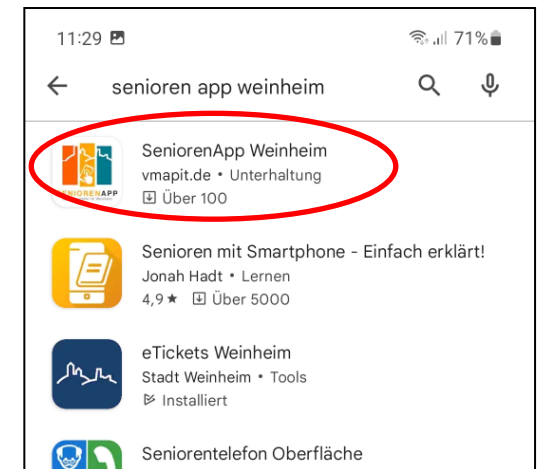 11:29 71%
senioren app weinheim
SeniorenApp Weinheim
vmapit.de • Unterhaltung
SENIORENAPP
Über 100
Senioren mit Smartphone - Einfach erklärt!
Jonah Hadt • Lernen
4,9★ Über 5000
eTickets Weinheim
Stadt Weinheim • Tools
Installiert
Seniorentelefon Oberfläche